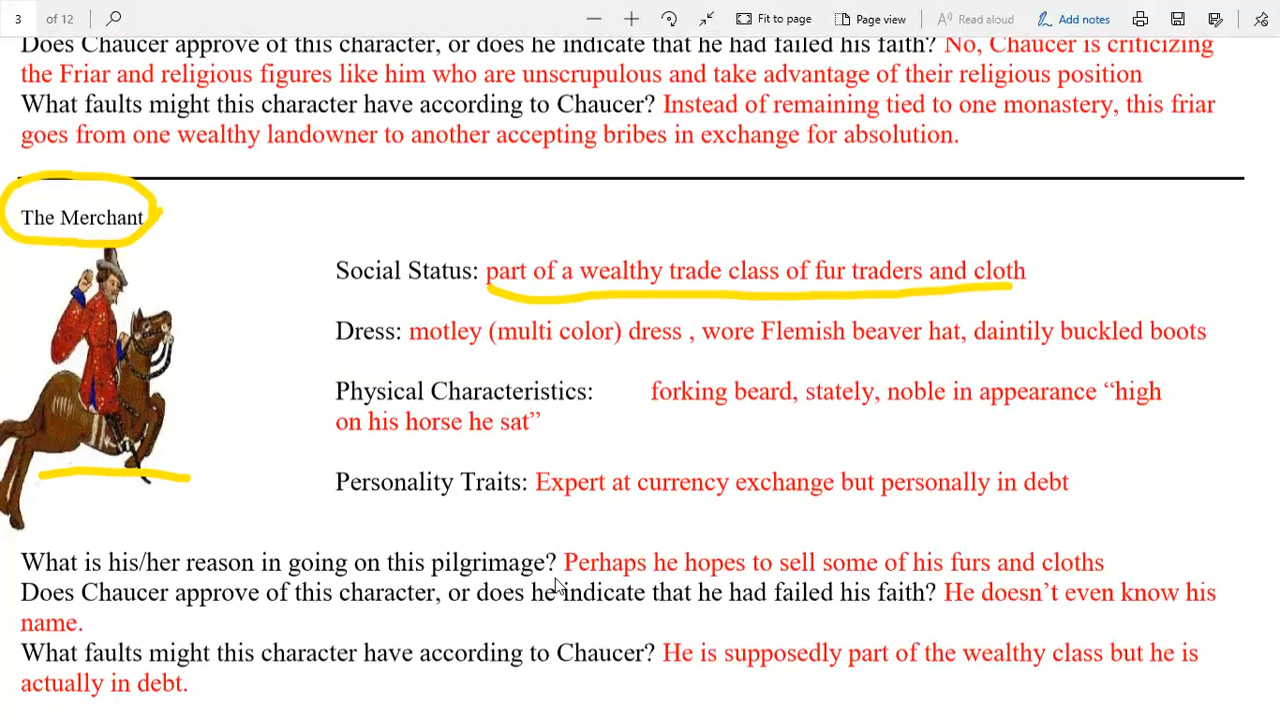 3 of 12 Fit to page Page view Read aloud Add notes
Does Chaucer approve of this character, or does he indicate that he had failed his faith? No, Chaucer is criticizing
the Friar and religious figures like him who are unscrupulous and take advantage of their religious position
What faults might this character have according to Chaucer? Instead of remaining tied to one monastery, this friar
goes from one wealthy landowner to another accepting bribes in exchange for absolution.
The Merchant
Social Status: part of a wealthy trade class of fur traders and cloth
Dress: motley (multi color) dress , wore Flemish beaver hat, daintily buckled boots
Physical Characteristics: forking beard, stately, noble in appearance “high
on his horse he sat”
Personality Traits: Expert at currency exchange but personally in debt
What is his/her reason in going on this pilgrimage? Perhaps he hopes to sell some of his furs and cloths
Does Chaucer approve of this character, or does he indicate that he had failed his faith? He doesn’t even know his
name.
What faults might this character have according to Chaucer? He is supposedly part of the wealthy class but he is
actually in debt.